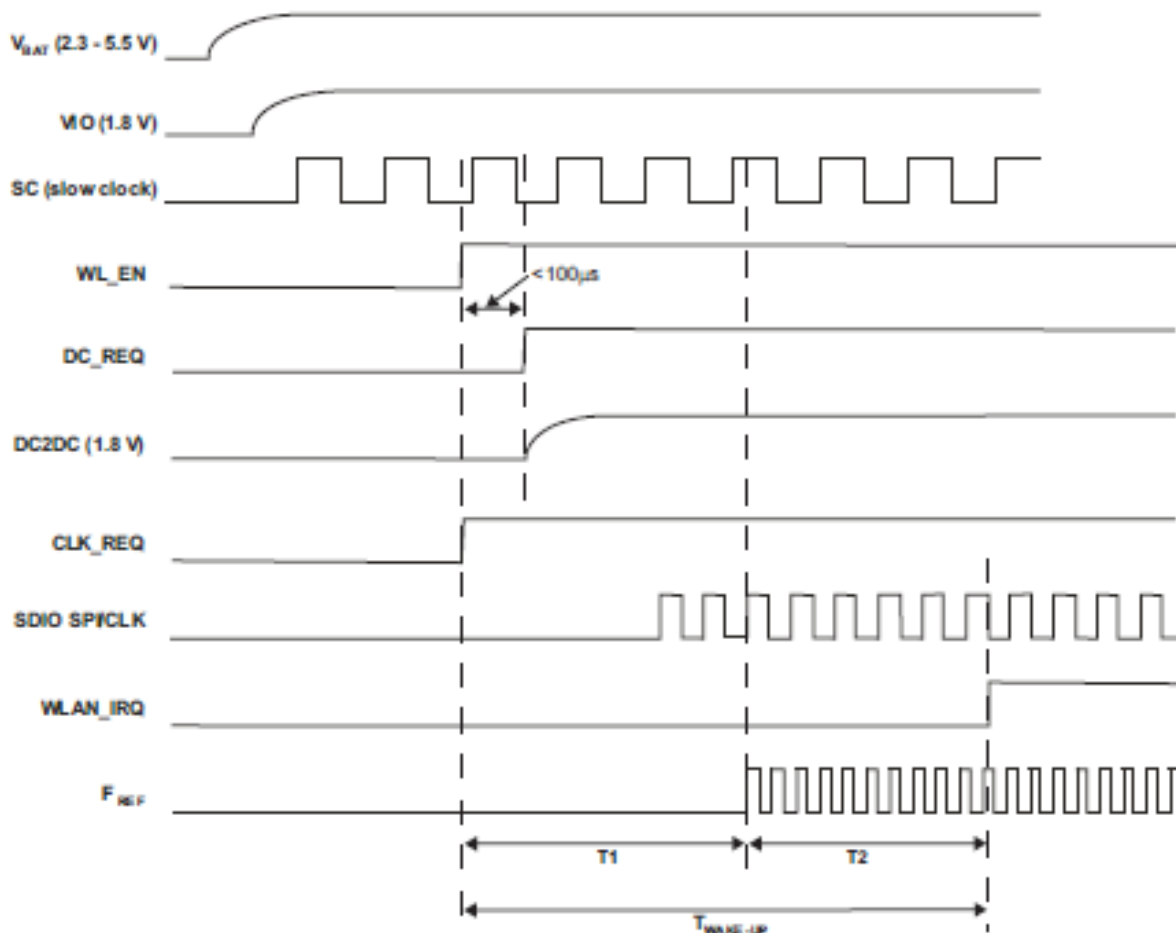 VBAT (2.3 - 5.5 V)
VIO (1.8 V)
SC (slow clock)
WL_EN
< 100μs
DC_REQ
DC2DC (1.8 V)
CLK_REQ
SDIO SPI/CLK
WLAN_IRQ
FREF
T1
T2
TWAKE-UP